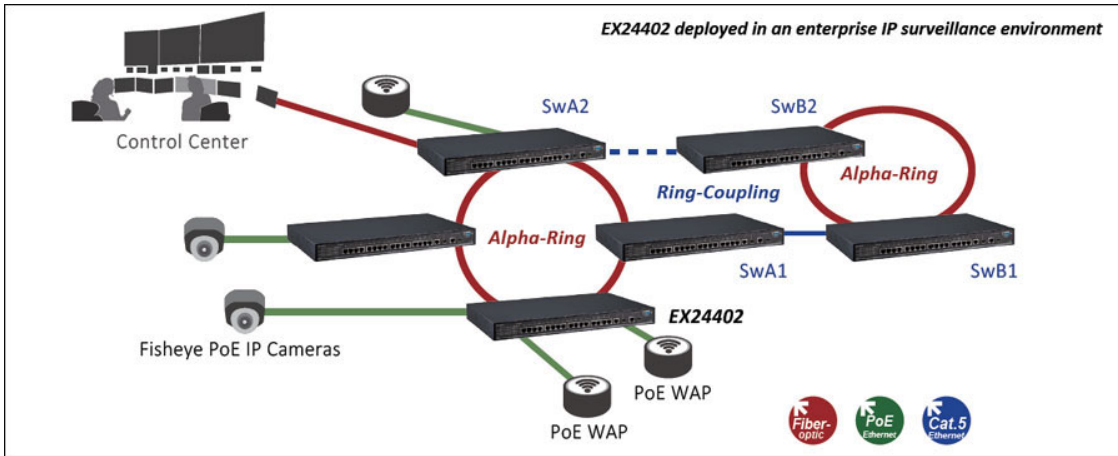 EX24402 deployed in an enterprise IP surveillance environment
SwA2
SwB2
Control Center
Alpha-Ring
Ring-Coupling
Alpha-Ring
SwA1
SwB1
EX24402
Fisheye PoE IP Cameras
PoE WAP
PoE WAP
Fiber-
optic
PoE
Ethernet
Cat.5
Ethernet